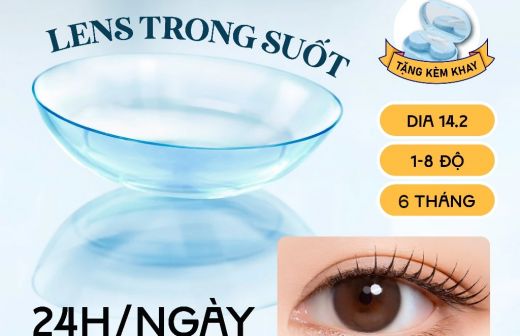 LENS TRONG SUỐT
TẶNG KÈM KHAY
DIA 14.2
1-8 ĐỘ
6 THÁNG
24H/NGÀY